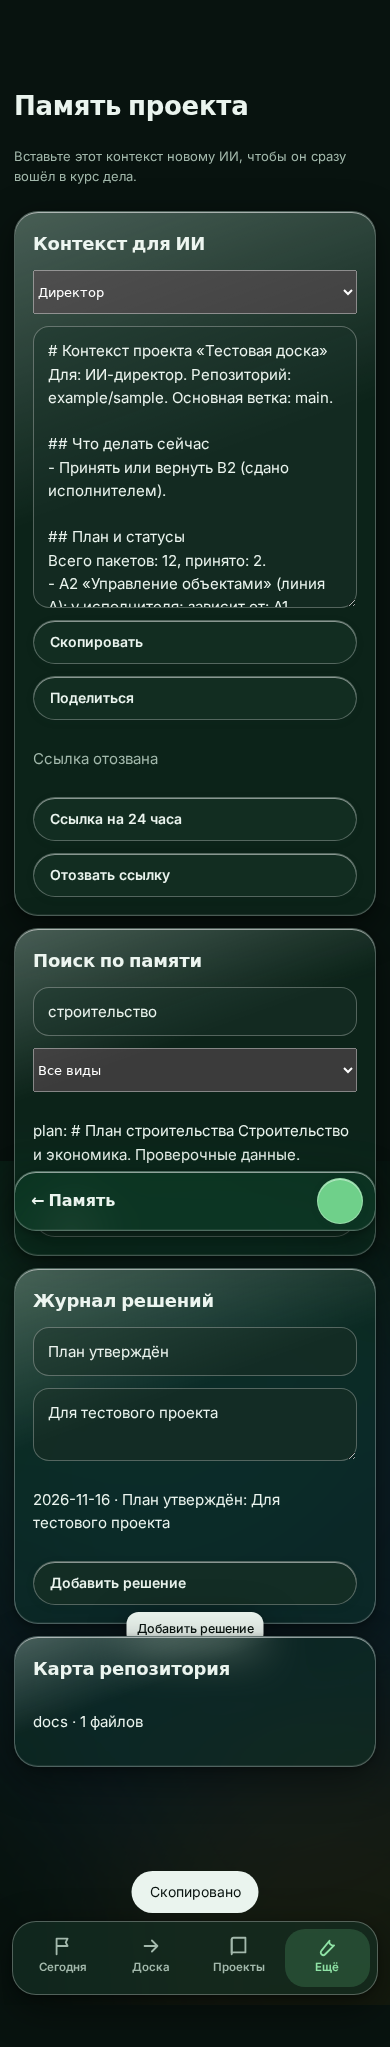 Память проекта
Вставьте этот контекст новому ИИ, чтобы он сразу
вошёл в курс дела.
Контекст для ИИ
Директор
# Контекст проекта «Тестовая доска»
Для: ИИ-директор. Репозиторий:
example/sample. Основная ветка: main.
## Что делать сейчас
- Принять или вернуть B2 (сдано
исполнителем).
## План и статусы
Всего пакетов: 12, принято: 2.
- A2 «Управление объектами» (линия
A): у исполнителя; зависит от: A1
Скопировать
Поделиться
Ссылка отозвана
Ссылка на 24 часа
Отозвать ссылку
Поиск по памяти
строительство
Все виды
plan: # План строительства Строительство
и экономика. Проверочные данные.
← Память
Журнал решений
План утверждён
Для тестового проекта
2026-11-16 · План утверждён: Для
тестового проекта
Добавить решение
Добавить решение
Карта репозитория
docs · 1 файлов
Скопировано
Сегодня
Доска
Проекты
Ещё